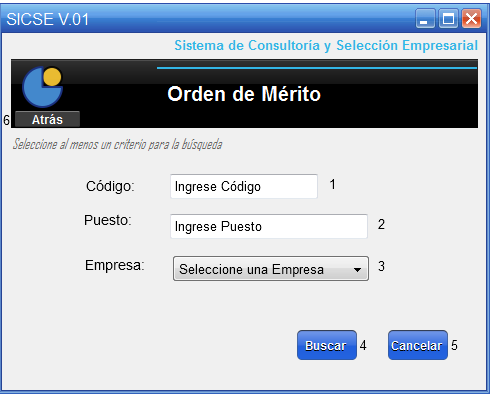 SICSE V.01
Sistema de Consultoría y Selección Empresarial
Orden de Mérito
6 Atrás
Seleccione al menos un criterio para la búsqueda
Código: Ingrese Código 1
Puesto: Ingrese Puesto 2
Empresa: Seleccione una Empresa 3
Buscar 4 Cancelar 5